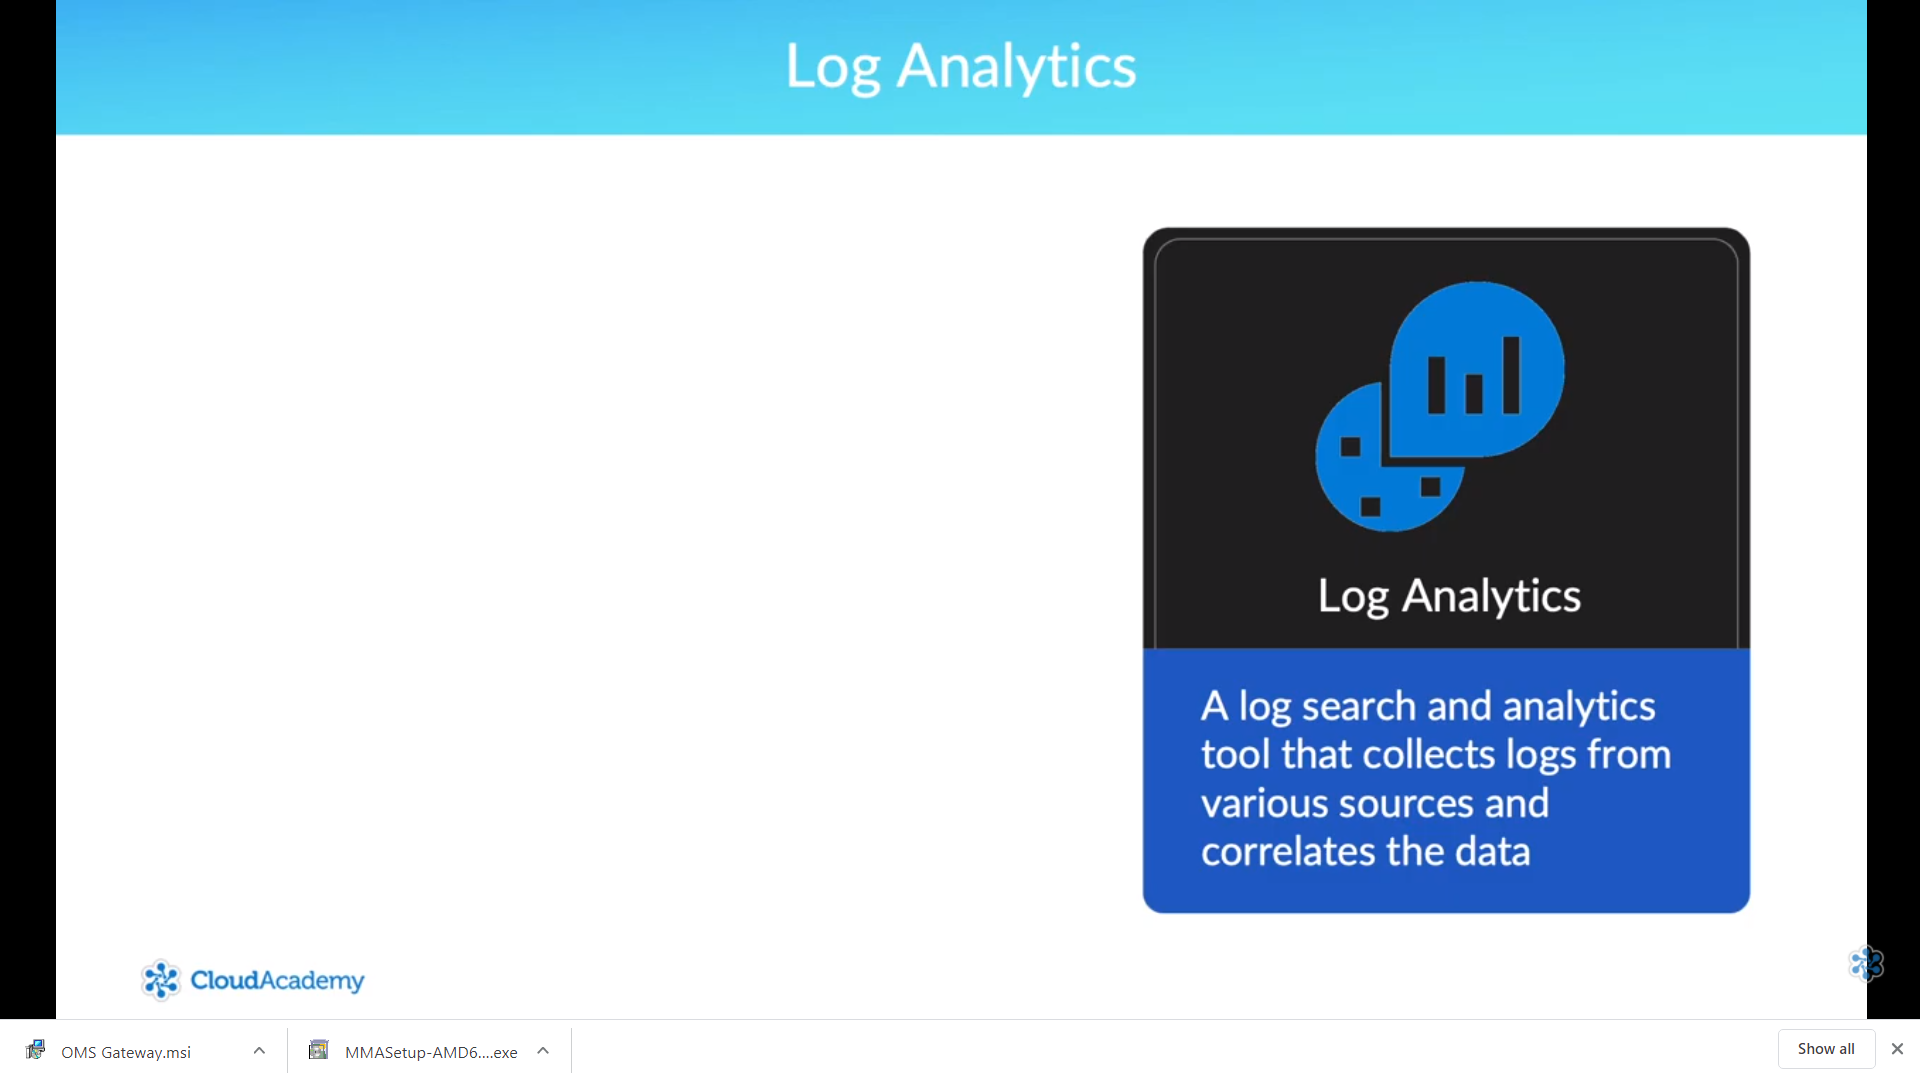 Log Analytics
Log Analytics
A log search and analytics
tool that collects logs from
various sources and
correlates the data
CloudAcademy
OMS Gateway.msi
MMASetup-AMD6....exe
Show all